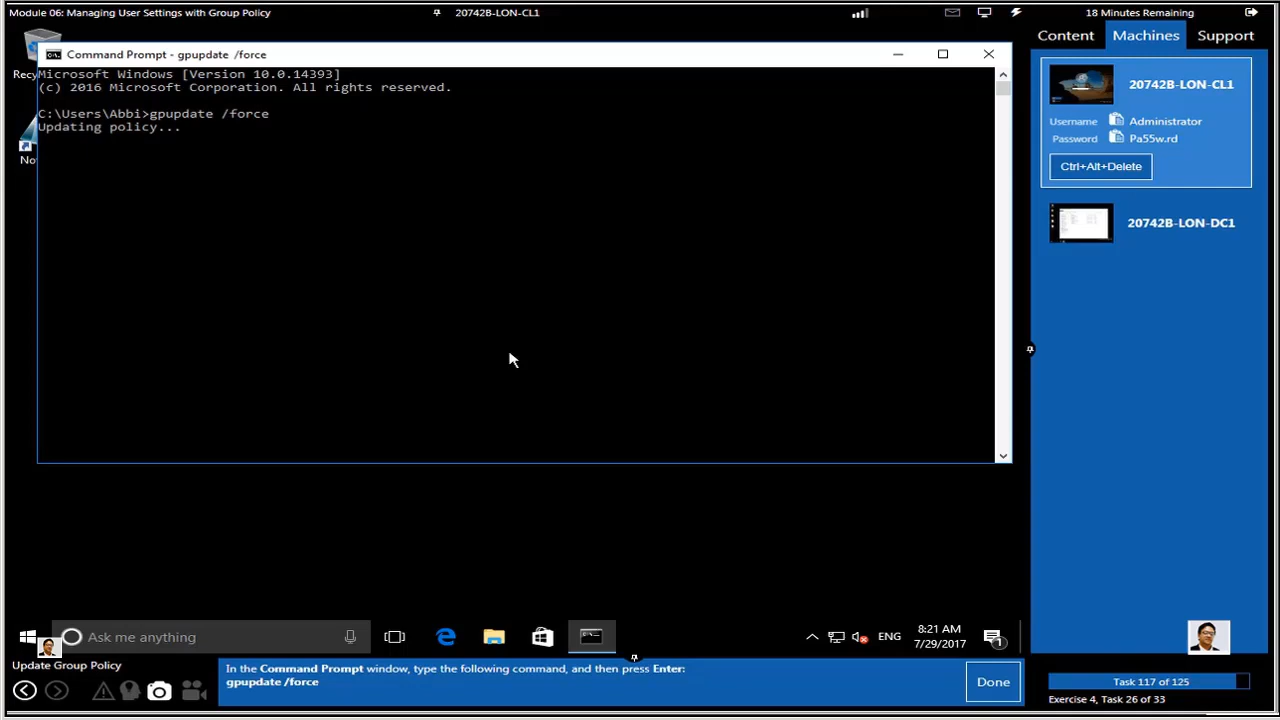 Module 06: Managing User Settings with Group Policy
20742B-LON-CL1
18 Minutes Remaining
Content
Machines
Support
Command Prompt - gpupdate /force
Microsoft Windows [Version 10.0.14393]
(c) 2016 Microsoft Corporation. All rights reserved.
C:\Users\Abbi>gpupdate /force
Updating policy...
Recy
No
20742B-LON-CL1
Username Administrator
Password Pa55w.rd
Ctrl+Alt+Delete
20742B-LON-DC1
Ask me anything
ENG
8:21 AM
7/29/2017
1
Update Group Policy
In the Command Prompt window, type the following command, and then press Enter:
gpupdate /force
Done
Task 117 of 125
Exercise 4, Task 26 of 33